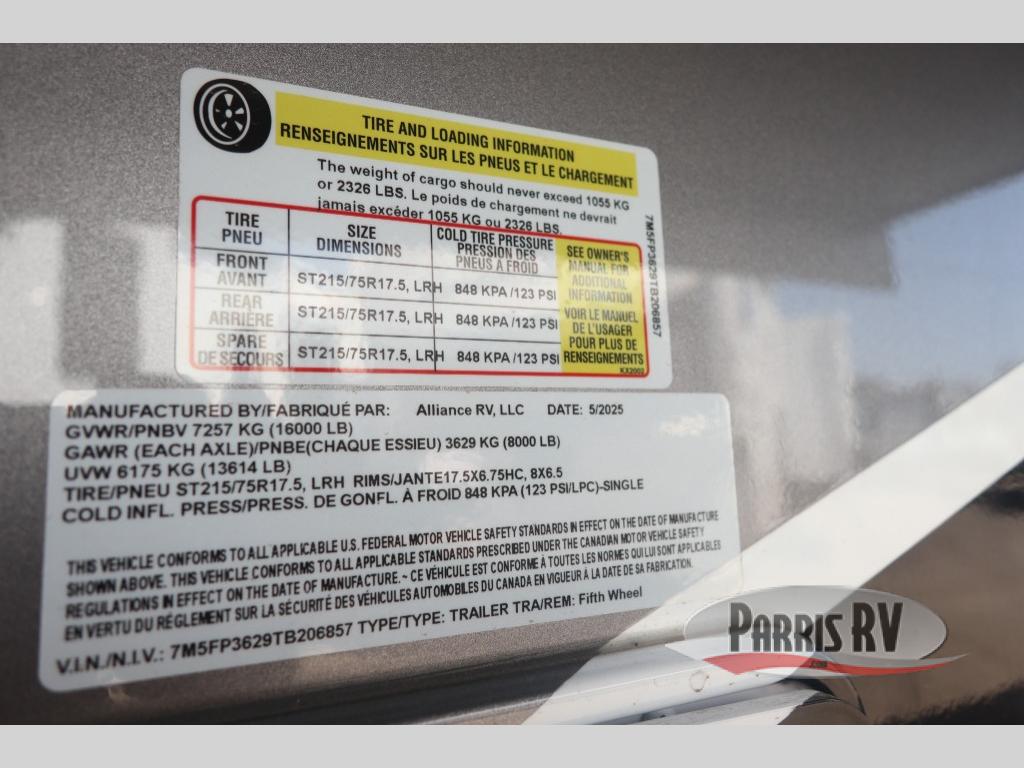 TIRE AND LOADING INFORMATION
RENSEIGNEMENTS SUR LES PNEUS ET LE CHARGEMENT
The weight of cargo should never exceed 1055 KG
or 2326 LBS. Le poids de chargement ne devrait
jamais excéder 1055 KG ou 2326 LBS.
TIRE PNEU SIZE DIMENSIONS COLD TIRE PRESSURE PRESSION DES PNEUS À FROID
FRONT AVANT ST215/75R17.5, LRH 848 KPA /123 PSI
REAR ARRIÈRE ST215/75R17.5, LRH 848 KPA /123 PSI
SPARE DE SECOURS ST215/75R17.5, LRH 848 KPA /123 PSI
SEE OWNER'S
MANUAL FOR
ADDITIONAL
INFORMATION
VOIR LE MANUEL
DE L'USAGER
POUR PLUS DE
RENSEIGNEMENTS
KX2002
7M5FP3629TB206857
MANUFACTURED BY/FABRIQUÉ PAR: Alliance RV, LLC DATE: 5/2025
GVWR/PNBV 7257 KG (16000 LB)
GAWR (EACH AXLE)/PNBE(CHAQUE ESSIEU) 3629 KG (8000 LB)
UVW 6175 KG (13614 LB)
TIRE/PNEU ST215/75R17.5, LRH RIMS/JANTE17.5X6.75HC, 8X6.5
COLD INFL. PRESS/PRESS. DE GONFL. À FROID 848 KPA (123 PSI/LPC)-SINGLE
THIS VEHICLE CONFORMS TO ALL APPLICABLE U.S. FEDERAL MOTOR VEHICLE SAFETY STANDARDS IN EFFECT ON THE DATE OF MANUFACTURE
SHOWN ABOVE. THIS VEHICLE CONFORMS TO ALL APPLICABLE STANDARDS PRESCRIBED UNDER THE CANADIAN MOTOR VEHICLE SAFETY
REGULATIONS IN EFFECT ON THE DATE OF MANUFACTURE. ~ CE VÉHICULE EST CONFORME À TOUTES LES NORMES QUI LUI SONT APPLICABLES
EN VERTU DU RÉGLEMENT SUR LA SÉCURITÉ DES VÉHICULES AUTOMOBILES DU CANADA EN VIGUEUR À LA DATE DE SA FABRICATION.
V.I.N./N.I.V.: 7M5FP3629TB206857 TYPE/TYPE: TRAILER TRA/REM: Fifth Wheel
PARRIS RV
.com